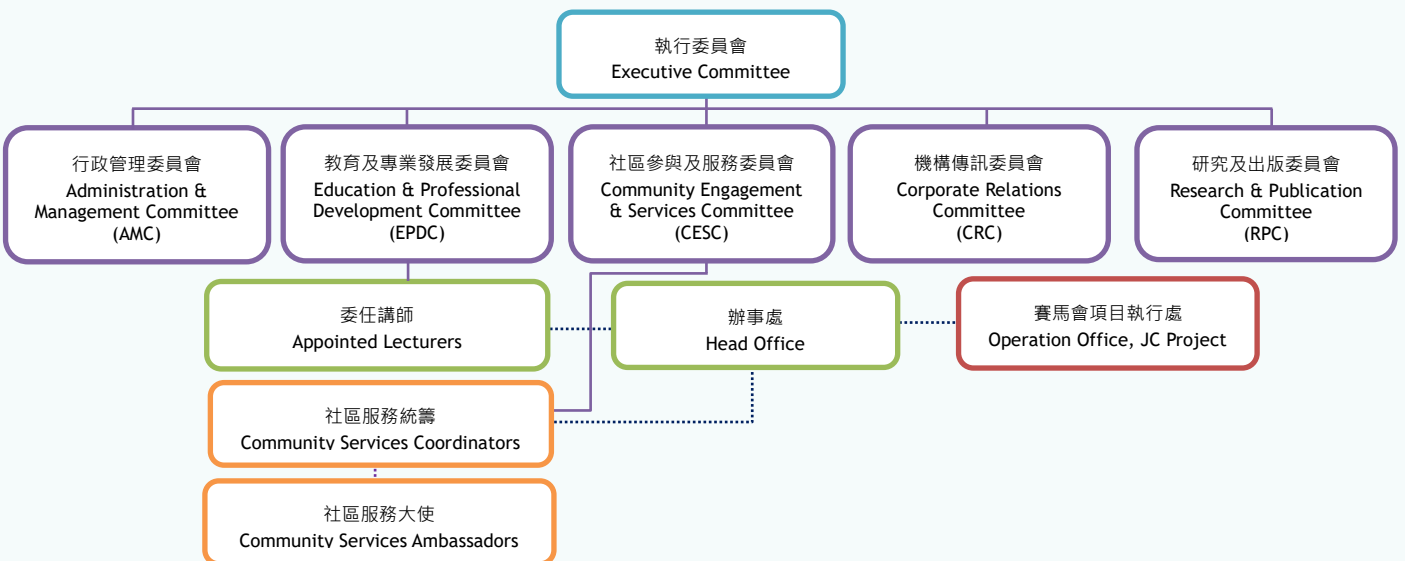 執行委員會
Executive Committee
行政管理委員會
Administration &
Management Committee
(AMC)
教育及專業發展委員會
Education & Professional
Development Committee
(EPDC)
社區參與及服務委員會
Community Engagement
& Services Committee
(CESC)
機構傳訊委員會
Corporate Relations
Committee
(CRC)
研究及出版委員會
Research & Publication
Committee
(RPC)
委任講師
Appointed Lecturers
辦事處
Head Office
賽馬會項目執行處
Operation Office, JC Project
社區服務統籌
Community Services Coordinators
社區服務大使
Community Services Ambassadors